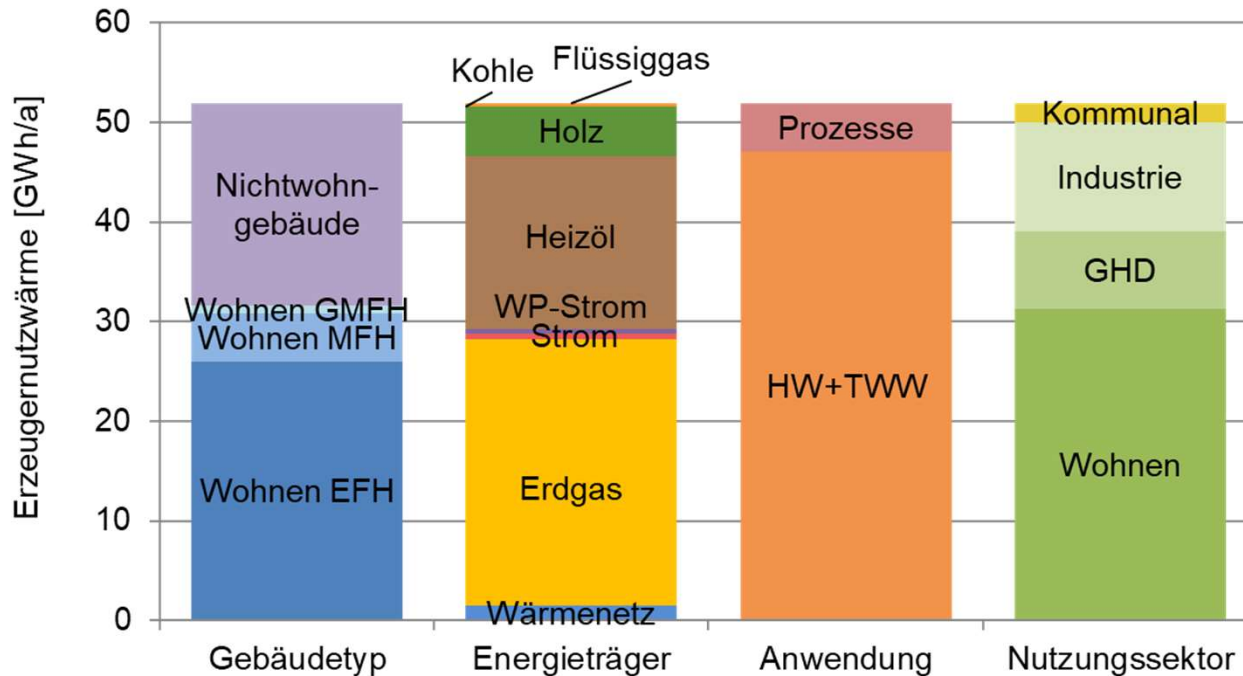 Erzeugernutzwärme [GWh/a]
60
50
40
30
20
10
0
Nichtwohn-
gebäude
Wohnen GMFH
Wohnen MFH
Wohnen EFH
Kohle
Flüssiggas
Holz
Heizöl
WP-Strom
Strom
Erdgas
Wärmenetz
Prozesse
HW+TWW
Kommunal
Industrie
GHD
Wohnen
Gebäudetyp
Energieträger
Anwendung
Nutzungssektor